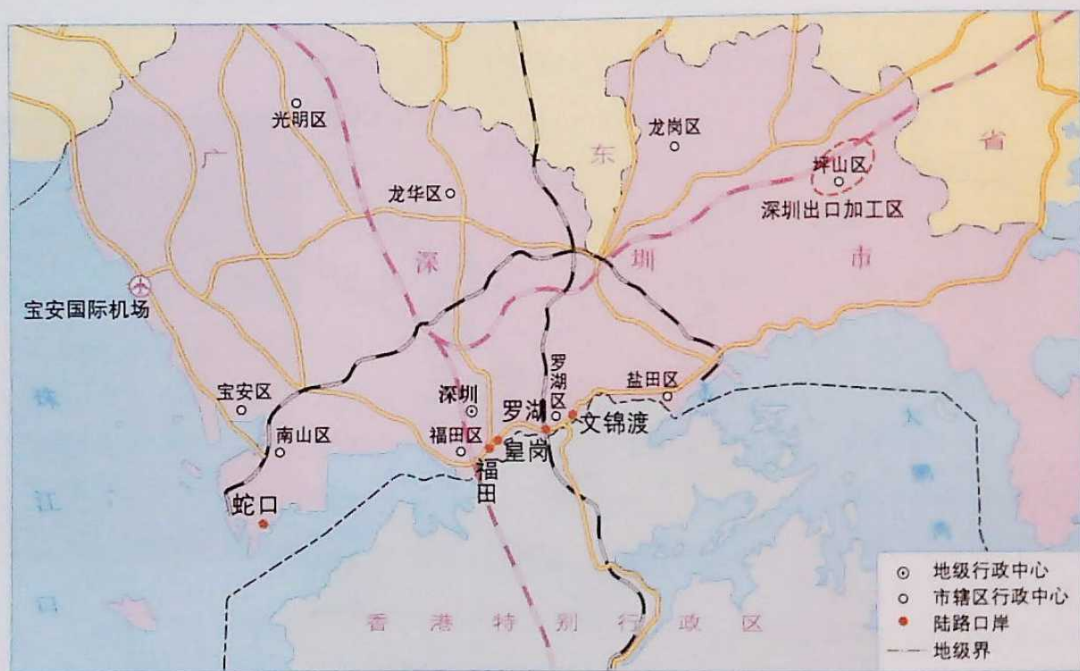 光明区
龙岗区
广
东
省
坪山区
龙华区
深圳出口加工区
深
圳
市
宝安国际机场
珠
江
口
宝安区
深圳
罗湖区
盐田区
南山区
福田区
罗湖
文锦渡
皇岗
福田
大
鹏
湾
蛇口
地级行政中心
市辖区行政中心
陆路口岸
地级界
香港特别行政区